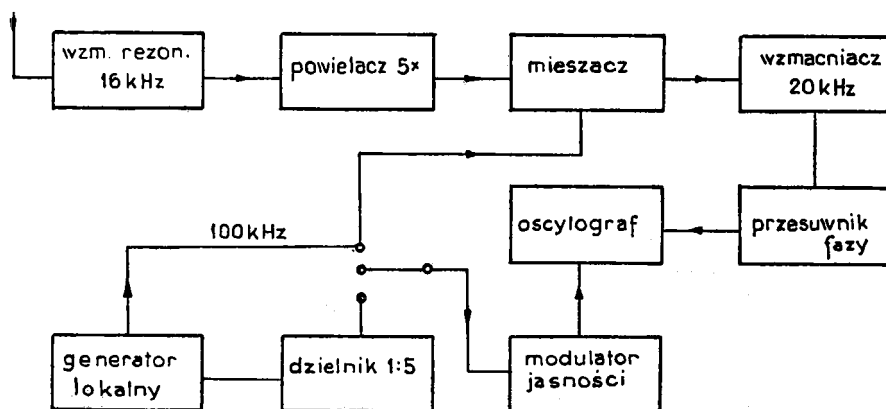 wzm. rezon.
16 kHz
powielacz 5×
mieszacz
wzmacniacz
20 kHz
100 kHz
oscylograf
przesuwnik
fazy
generator
lokalny
dzielnik 1:5
modulator
jasności